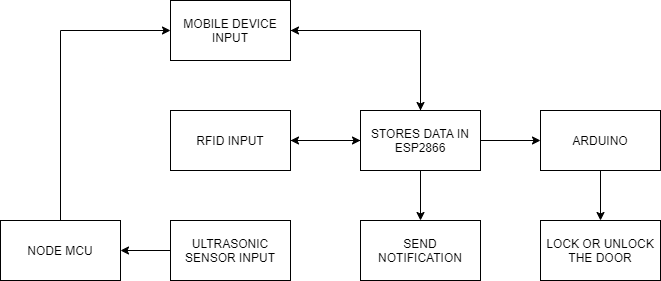 MOBILE DEVICE
INPUT
RFID INPUT
STORES DATA IN
ESP2866
ARDUINO
NODE MCU
ULTRASONIC
SENSOR INPUT
SEND
NOTIFICATION
LOCK OR UNLOCK
THE DOOR